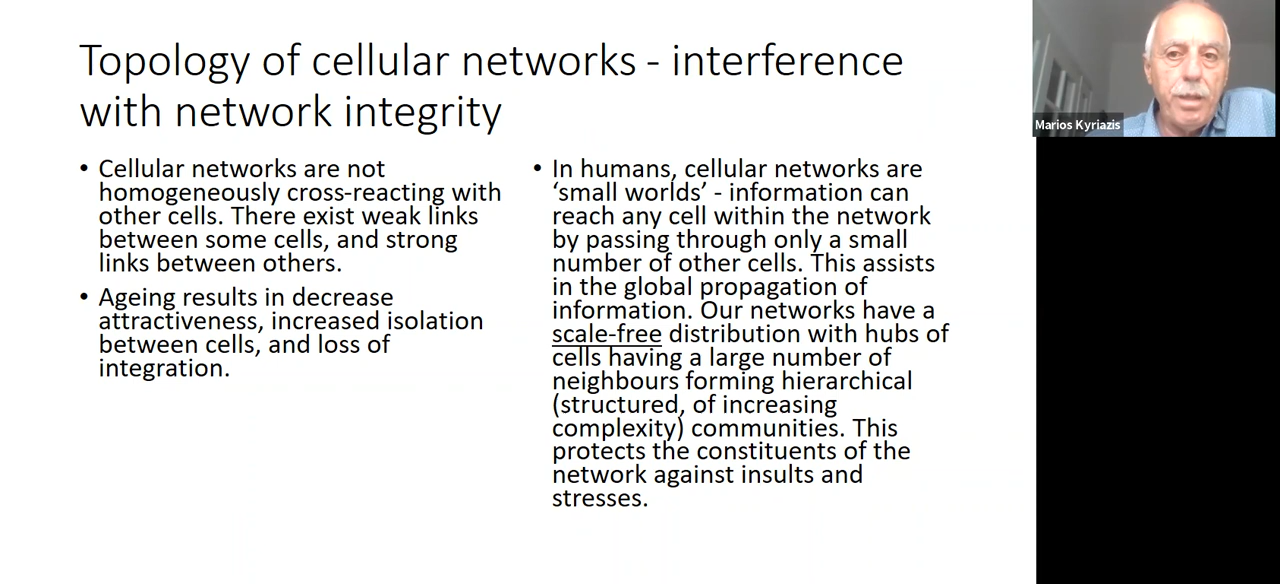 Topology of cellular networks - interference
with network integrity
• Cellular networks are not
homogeneously cross-reacting with
other cells. There exist weak links
between some cells, and strong
links between others.
• Ageing results in decrease
attractiveness, increased isolation
between cells, and loss of
integration.
• In humans, cellular networks are
‘small worlds’ - information can
reach any cell within the network
by passing through only a small
number of other cells. This assists
in the global propagation of
information. Our networks have a
scale-free distribution with hubs of
cells having a large number of
neighbours forming hierarchical
(structured, of increasing
complexity) communities. This
protects the constituents of the
network against insults and
stresses.
Marios Kyriazis